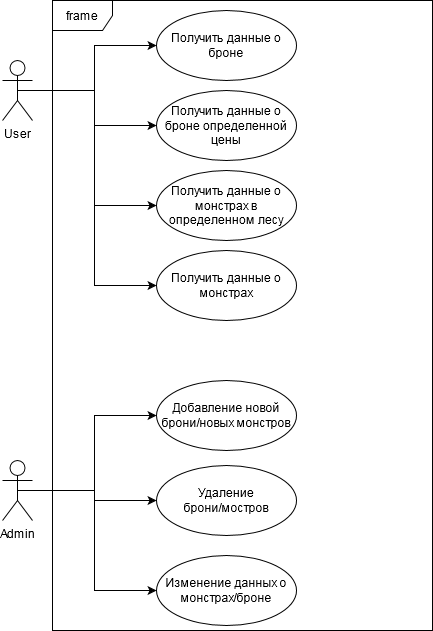 frame
Получить данные о
броне
User
Получить данные о
броне определенной
цены
Получить данные о
монстрах в
определенном лесу
Получить данные о
монстрах
Добавление новой
брони/новых монстров
Admin
Удаление
брони/мостров
Изменение данных о
монстрах/броне